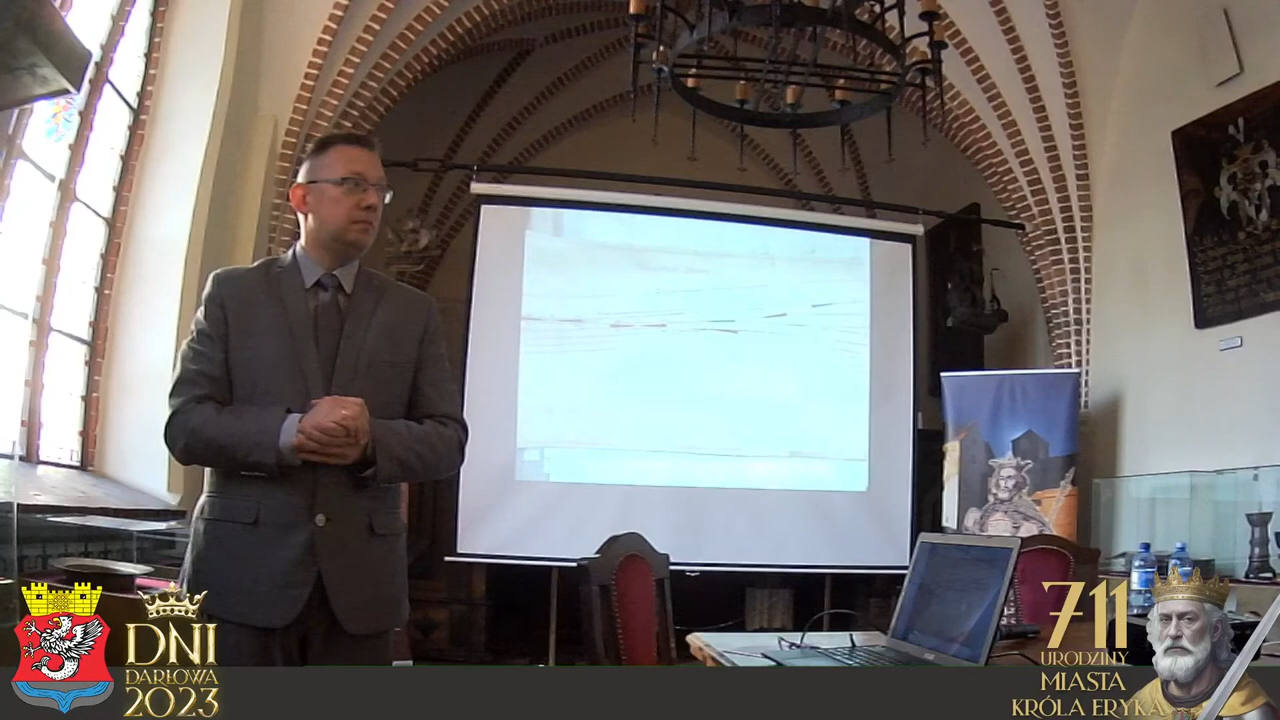 DNI
DARŁOWA
2023
711
URODZINY
MIASTA
KRÓLA ERYKA